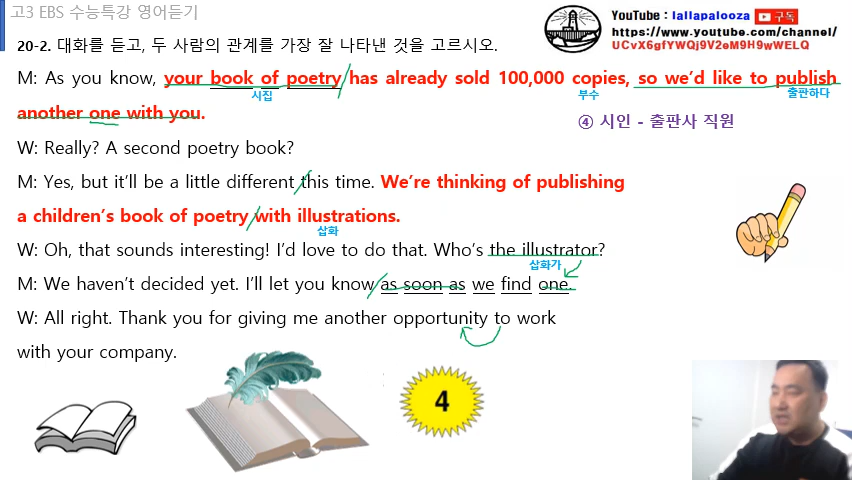 고3 EBS 수능특강 영어듣기
YouTube : lallapalooza 구독
https://www.youtube.com/channel/
UCvX6gfYWQj9V2eM9H9wWELQ
20-2. 대화를 듣고, 두 사람의 관계를 가장 잘 나타낸 것을 고르시오.
M: As you know, your book of poetry has already sold 100,000 copies, so we'd like to publish
시집 부수 출판하다
another one with you.
④ 시인 - 출판사 직원
W: Really? A second poetry book?
M: Yes, but it'll be a little different this time. We're thinking of publishing
a children's book of poetry with illustrations.
삽화
W: Oh, that sounds interesting! I'd love to do that. Who's the illustrator?
삽화가
M: We haven't decided yet. I'll let you know as soon as we find one.
W: All right. Thank you for giving me another opportunity to work
with your company.
4